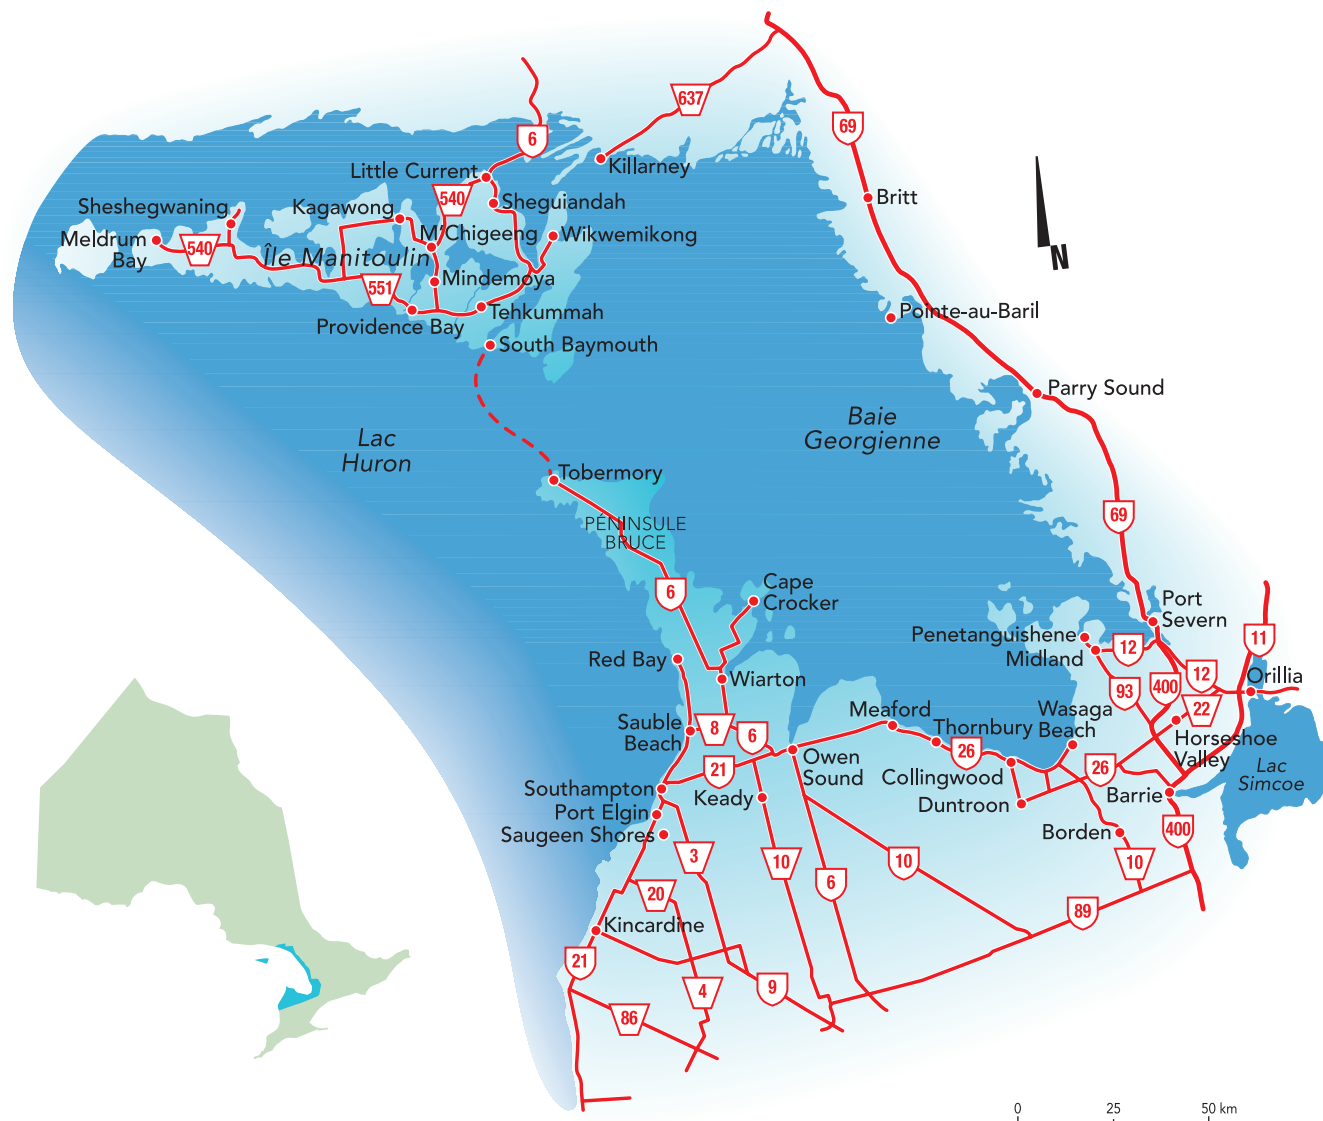 637
69
6
Killarney
Little Current
540
Sheguiandah
Britt
Sheshegwaning
Kagawong
M'Chigeeng
Wikwemikong
Meldrum
Bay
540
Île Manitoulin
N
551
Mindemoya
Providence Bay
Tehkummah
Pointe-au-Baril
South Baymouth
Parry Sound
Lac
Huron
Baie
Georgienne
Tobermory
PÉNINSULE
BRUCE
69
6
Cape
Crocker
Port
Severn
Penetanguishene
Midland
12
11
Red Bay
Wiarton
93
400
12
Orillia
22
Sauble
Beach
8
6
Meaford
Thornbury
Wasaga
Beach
26
Horseshoe
Valley
21
Owen
Sound
Collingwood
26
Lac
Simcoe
Southampton
Keady
Duntroon
Barrie
Port Elgin
Saugeen Shores
Borden
400
3
10
6
10
10
20
89
Kincardine
21
4
9
86
0
25
50 km